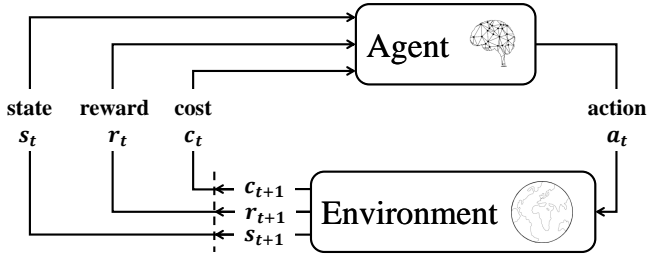 Agent
state
reward
cost
action
s_t
r_t
c_t
a_t
c_{t+1}
r_{t+1}
s_{t+1}
Environment